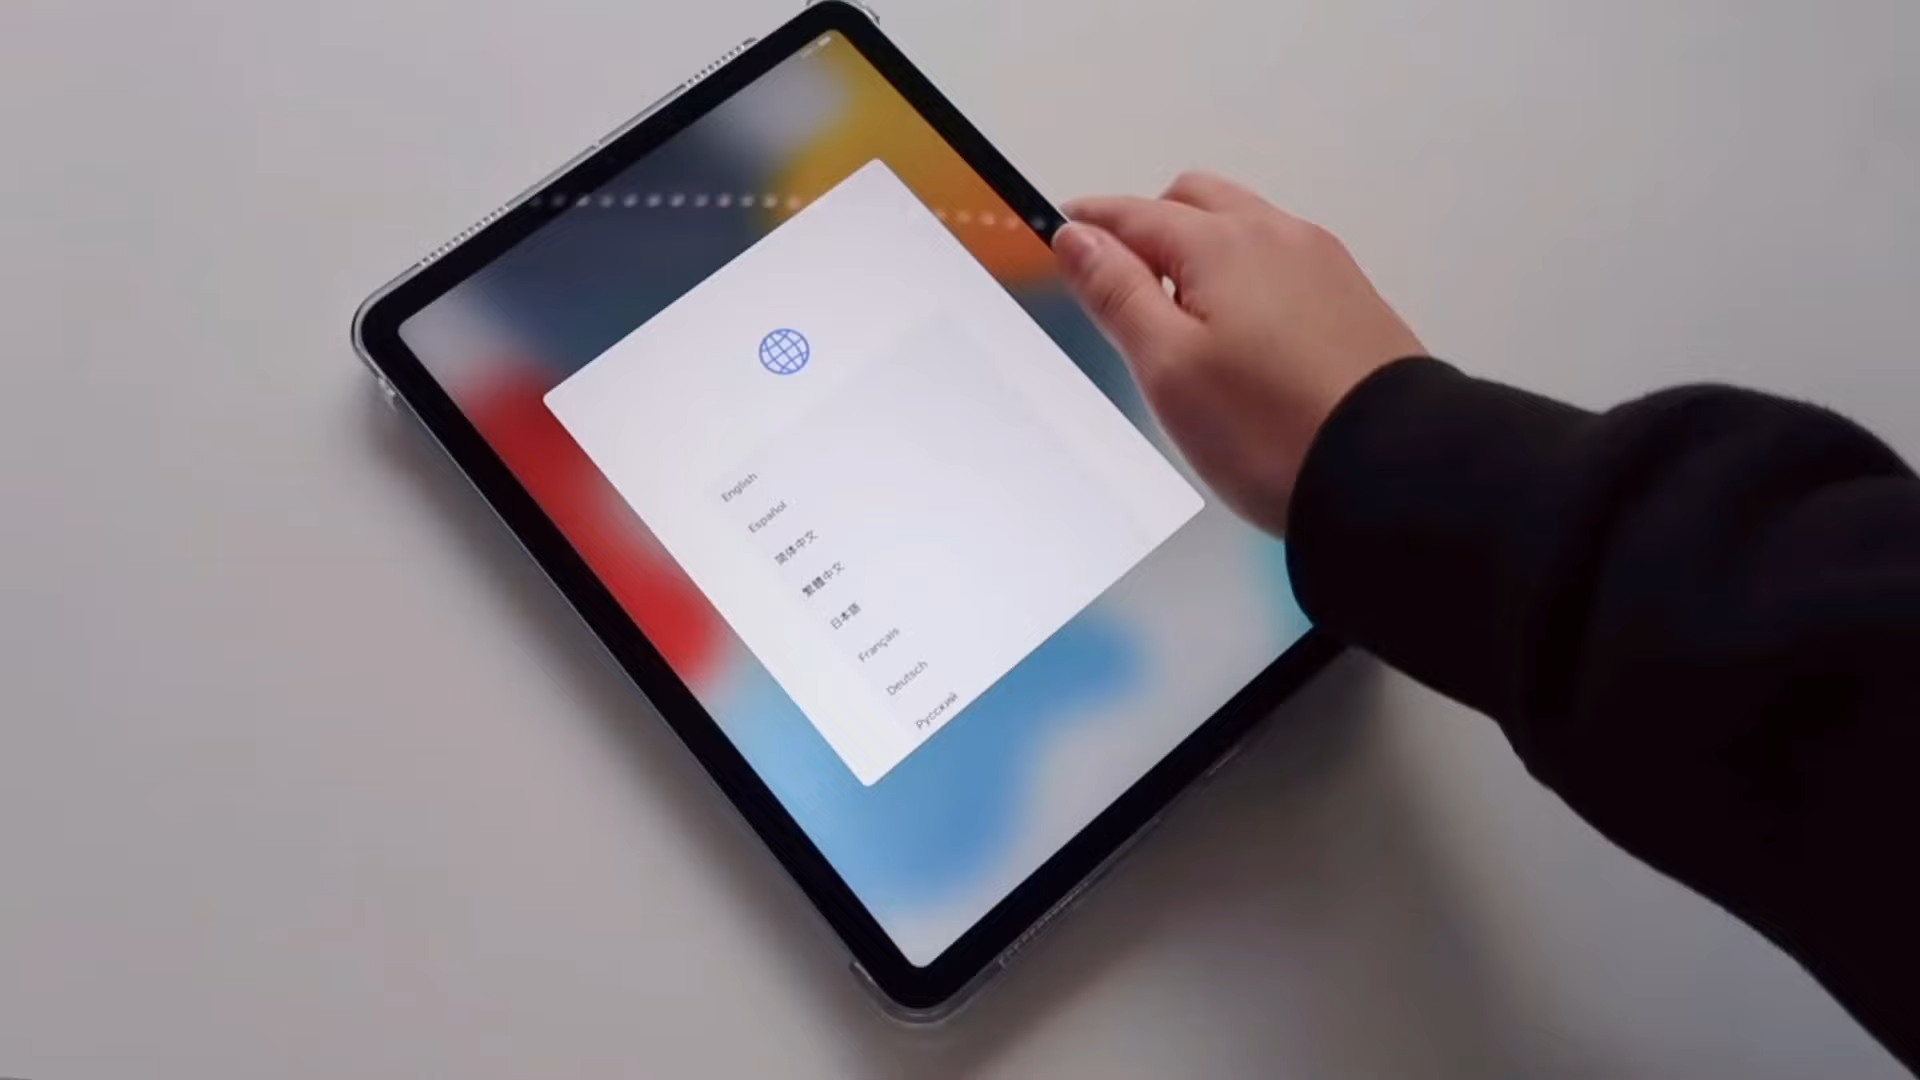 English
Español
简体中文
繁體中文
日本語
Français
Deutsch
Русский